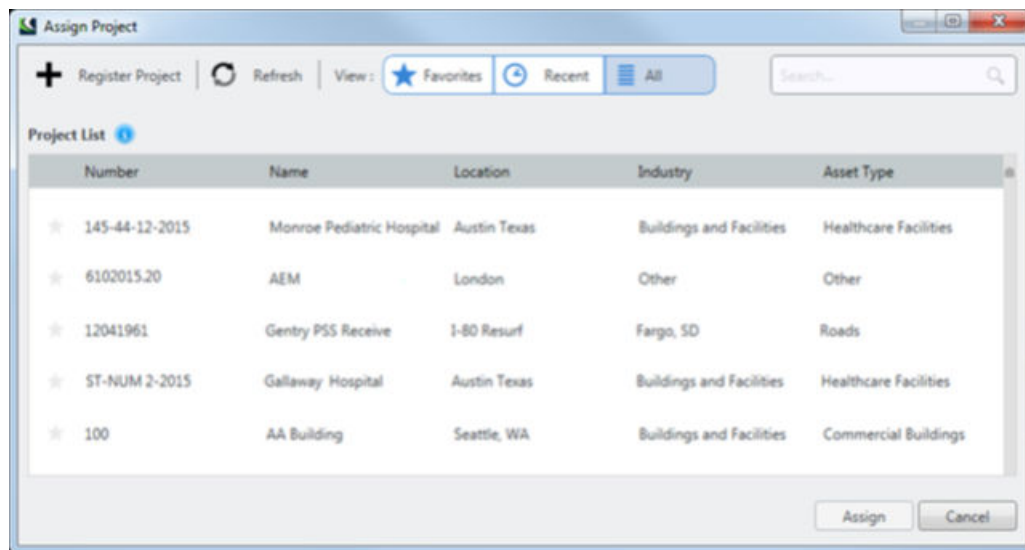 Assign Project
Register Project Refresh View : Favorites Recent All Search...
Project List
Number Name Location Industry Asset Type
145-44-12-2015 Monroe Pediatric Hospital Austin Texas Buildings and Facilities Healthcare Facilities
6102015.20 AEM London Other Other
12041961 Gentry PSS Receive I-80 Resurf Fargo, SD Roads
ST-NUM 2-2015 Gallaway Hospital Austin Texas Buildings and Facilities Healthcare Facilities
100 AA Building Seattle, WA Buildings and Facilities Commercial Buildings
Assign Cancel